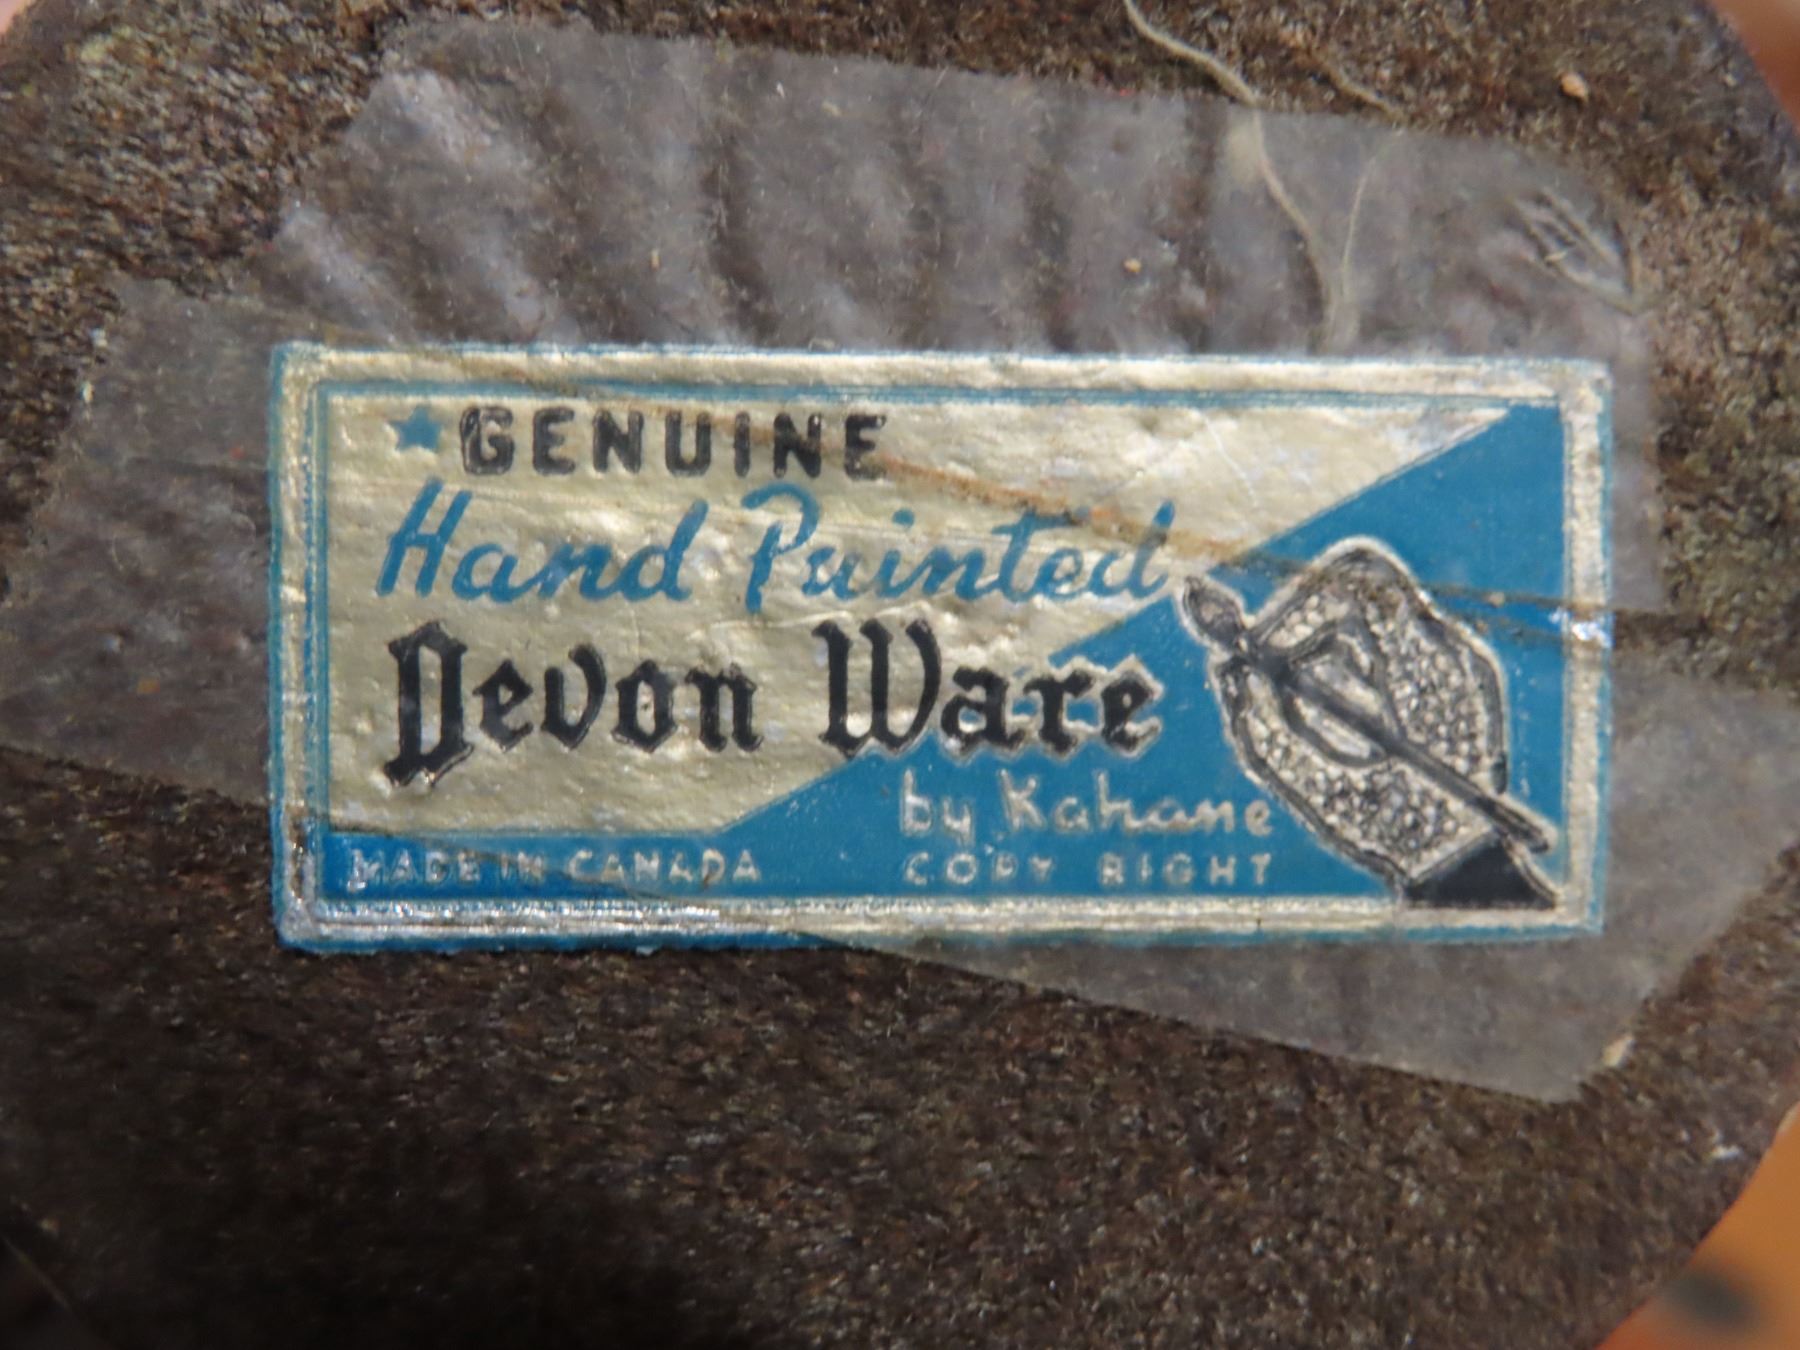 GENUINE
Hand Painted
Devon Ware
by Kahane
MADE IN CANADA
COPY RIGHT